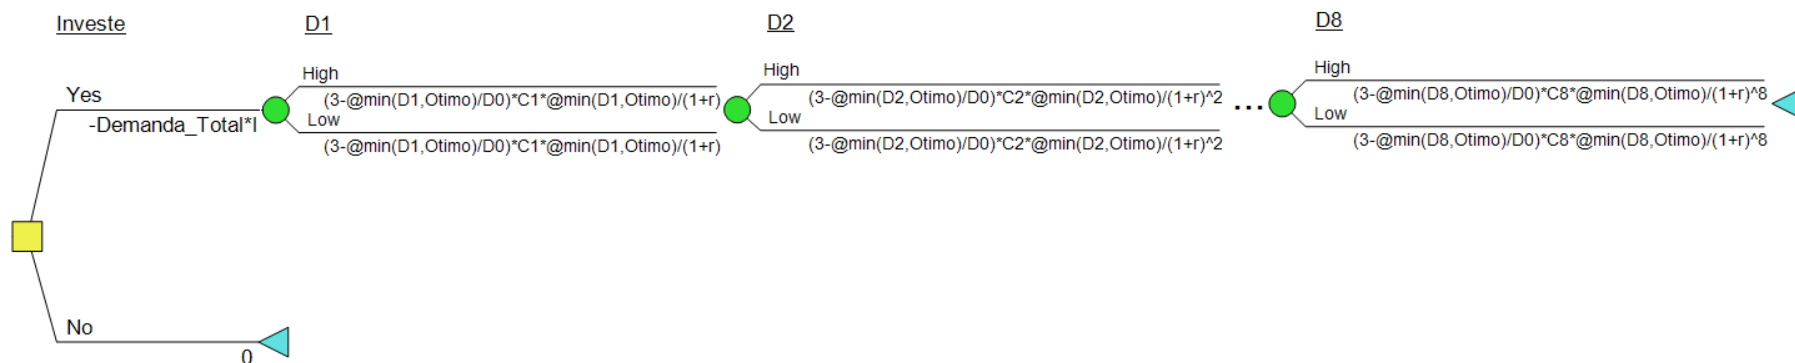 Investe
D1
D2
D8
High
(3-@min(D1,Otimo)/D0)*C1*@min(D1,Otimo)/(1+r)
Low
(3-@min(D1,Otimo)/D0)*C1*@min(D1,Otimo)/(1+r)
High
(3-@min(D2,Otimo)/D0)*C2*@min(D2,Otimo)/(1+r)^2
Low
(3-@min(D2,Otimo)/D0)*C2*@min(D2,Otimo)/(1+r)^2
...
High
(3-@min(D8,Otimo)/D0)*C8*@min(D8,Otimo)/(1+r)^8
Low
(3-@min(D8,Otimo)/D0)*C8*@min(D8,Otimo)/(1+r)^8
Yes
-Demanda_Total*I
No
0